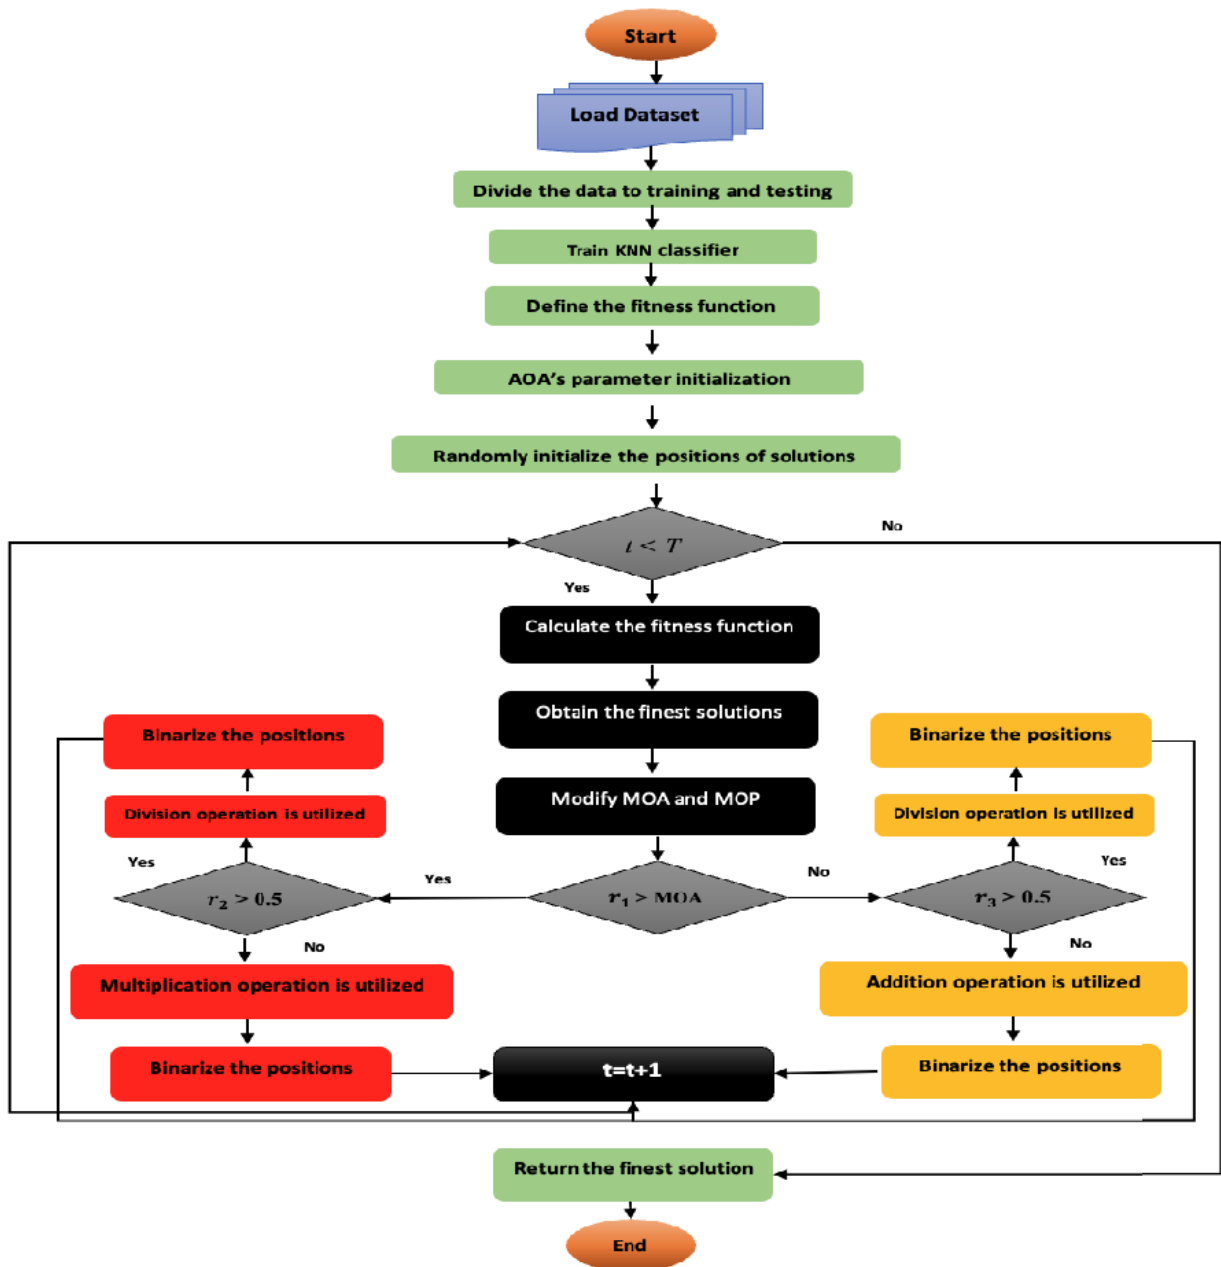 Start
Load Dataset
Divide the data to training and testing
Train KNN classifier
Define the fitness function
AOA's parameter initialization
Randomly initialize the positions of solutions
No
t < T
Yes
Calculate the fitness function
Obtain the finest solutions
Binarize the positions
Binarize the positions
Modify MOA and MOP
Division operation is utilized
Division operation is utilized
Yes
Yes
Yes
No
r₂ > 0.5
r₁ > MOA
r₃ > 0.5
No
No
Multiplication operation is utilized
Addition operation is utilized
Binarize the positions
t=t+1
Binarize the positions
Return the finest solution
End